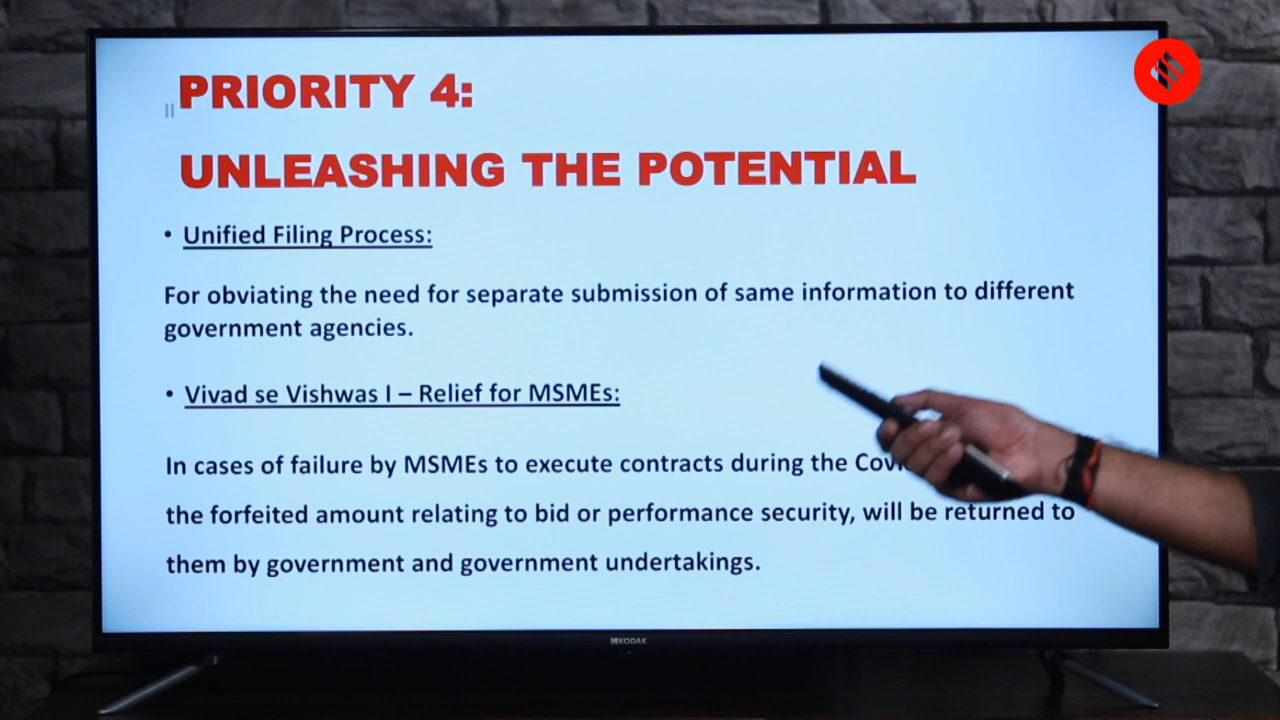 PRIORITY 4:
UNLEASHING THE POTENTIAL
• Unified Filing Process:
For obviating the need for separate submission of same information to different
government agencies.
• Vivad se Vishwas I – Relief for MSMEs:
In cases of failure by MSMEs to execute contracts during the
the forfeited amount relating to bid or performance security, will be returned to
them by government and government undertakings.
KODAK